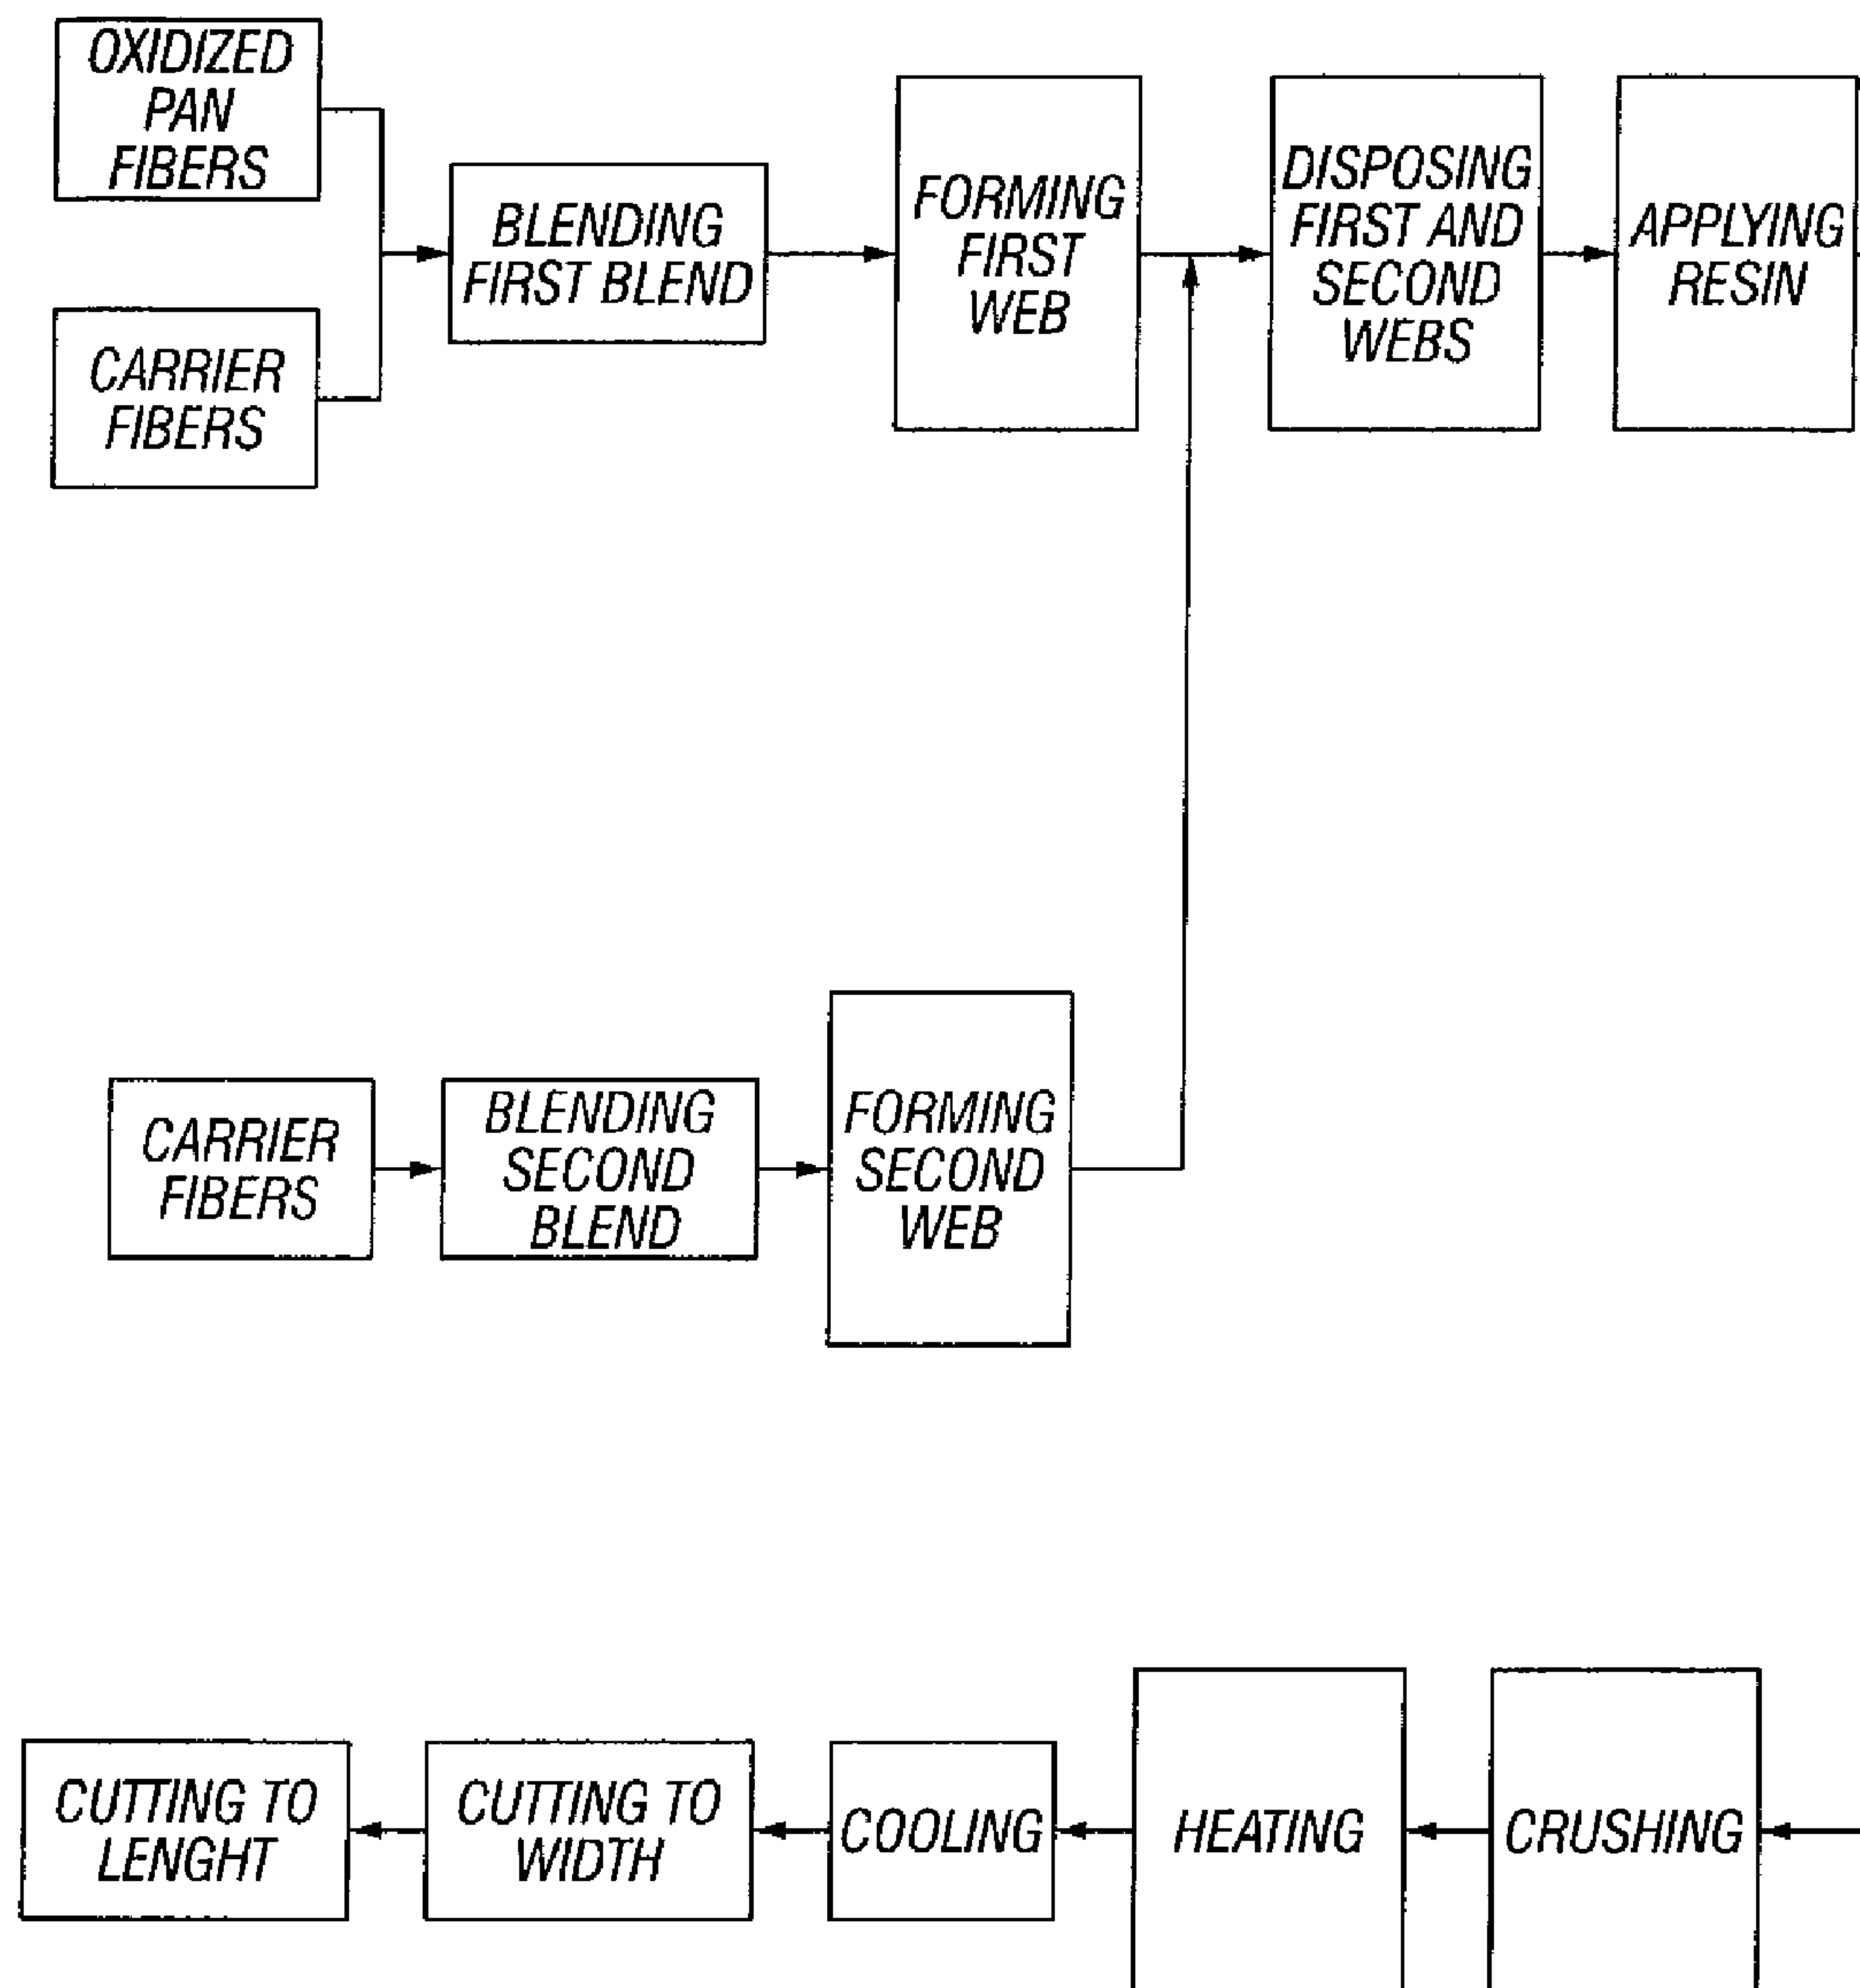 OXIDIZED
PAN
FIBERS
CARRIER
FIBERS
BLENDING
FIRST BLEND
FORMING
FIRST
WEB
DISPOSING
FIRST AND
SECOND
WEBS
APPLYING
RESIN
CARRIER
FIBERS
BLENDING
SECOND
BLEND
FORMING
SECOND
WEB
CUTTING TO
LENGHT
CUTTING TO
WIDTH
COOLING
HEATING
CRUSHING